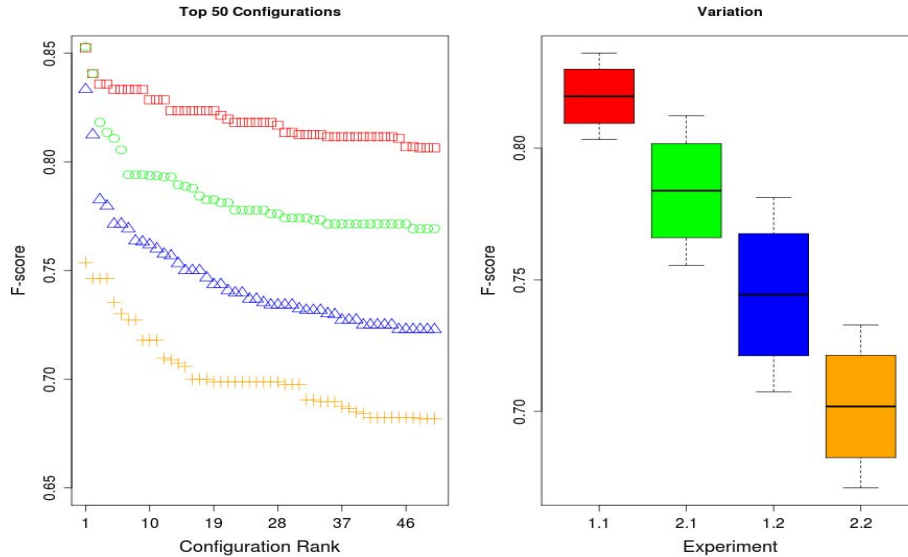 Top 50 Configurations
F-score
0.85
0.80
0.75
0.70
0.65
1 10 19 28 37 46
Configuration Rank
Variation
F-score
0.80
0.75
0.70
1.1 2.1 1.2 2.2
Experiment